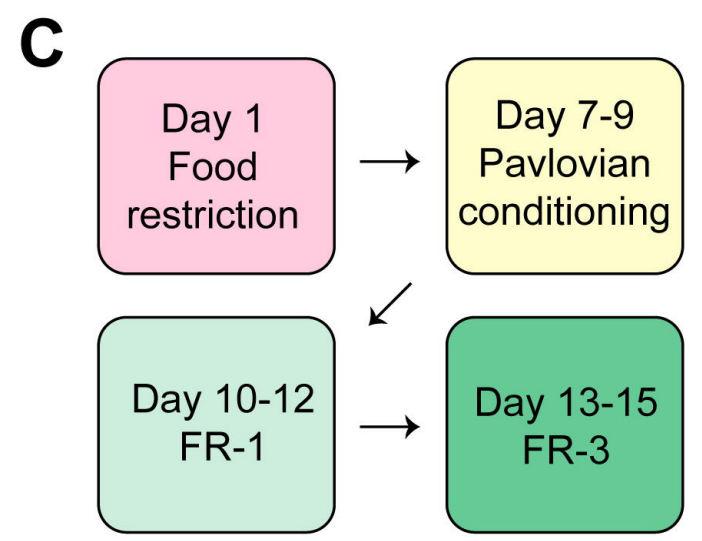 C
Day 1
Food
restriction
Day 7-9
Pavlovian
conditioning
Day 10-12
FR-1
Day 13-15
FR-3